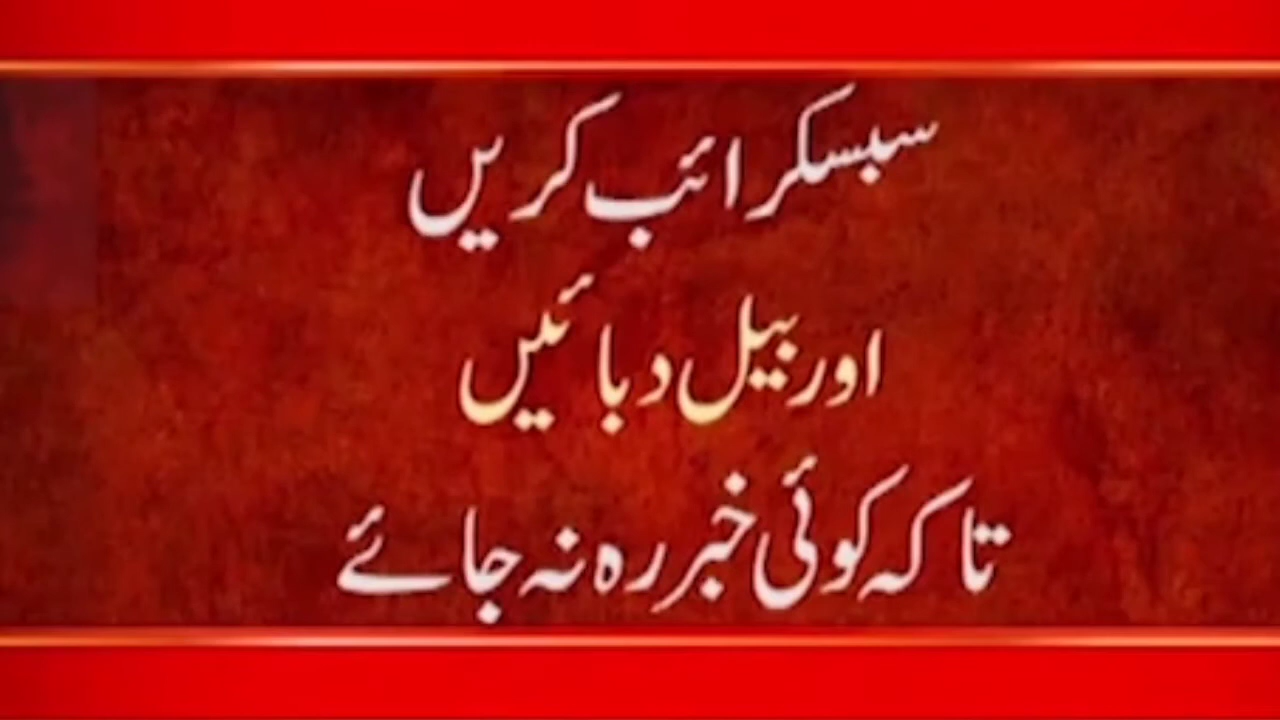 سبسکرائب کریں
اور بیل دبائیں
تاکہ کوئی خبر رہ نہ جائے